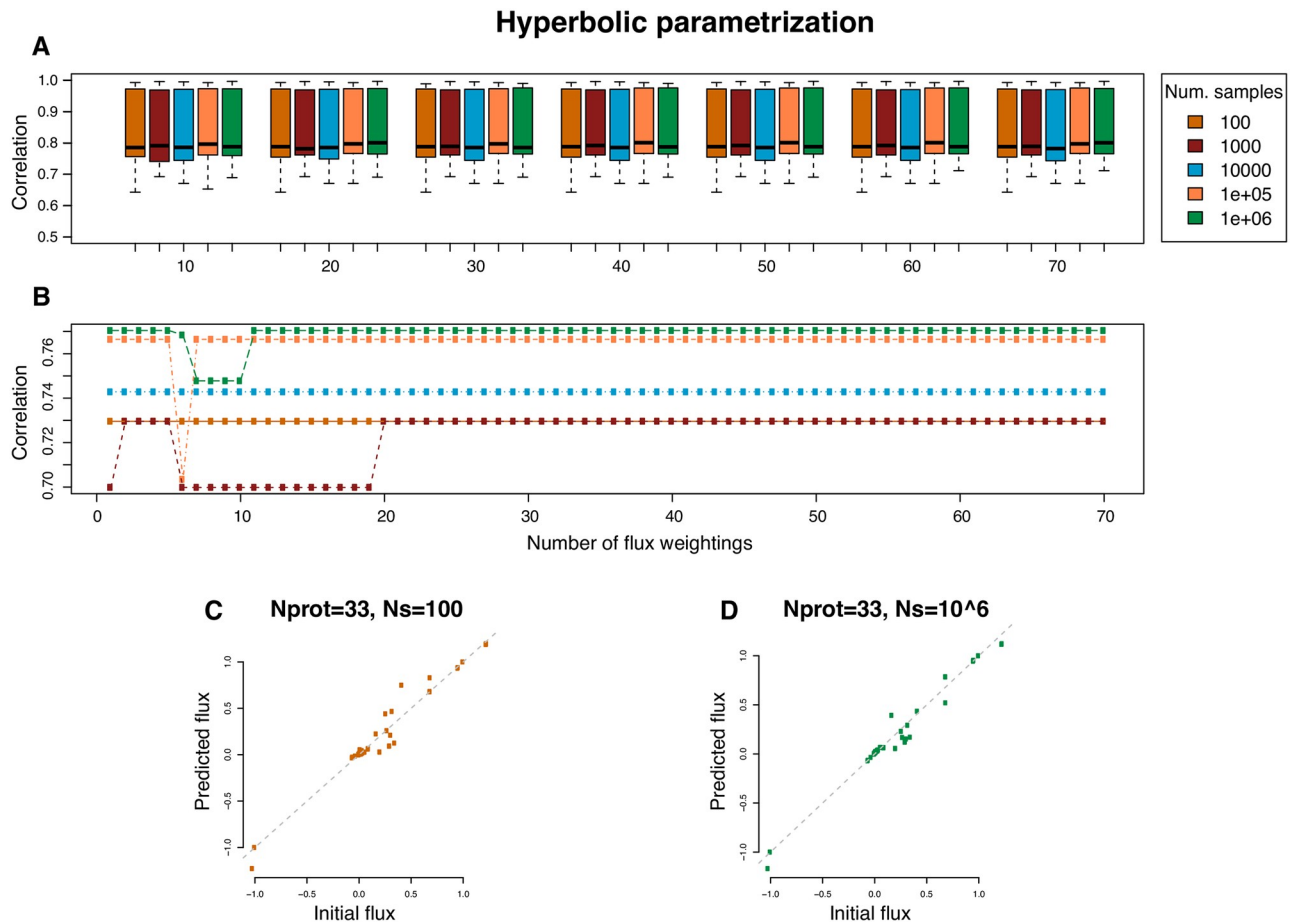 Hyperbolic parametrization
A
1.0
0.9
0.8
0.7
0.6
0.5
Correlation
10 20 30 40 50 60 70
Num. samples
100
1000
10000
1e+05
1e+06
B
0.76
0.74
0.72
0.70
Correlation
0 10 20 30 40 50 60 70
Number of flux weightings
C Nprot=33, Ns=100
1.0
0.5
0.0
−0.5
−1.0
Predicted flux
−1.0 −0.5 0.0 0.5 1.0
Initial flux
D Nprot=33, Ns=10^6
1.0
0.5
0.0
−0.5
−1.0
Predicted flux
−1.0 −0.5 0.0 0.5 1.0
Initial flux